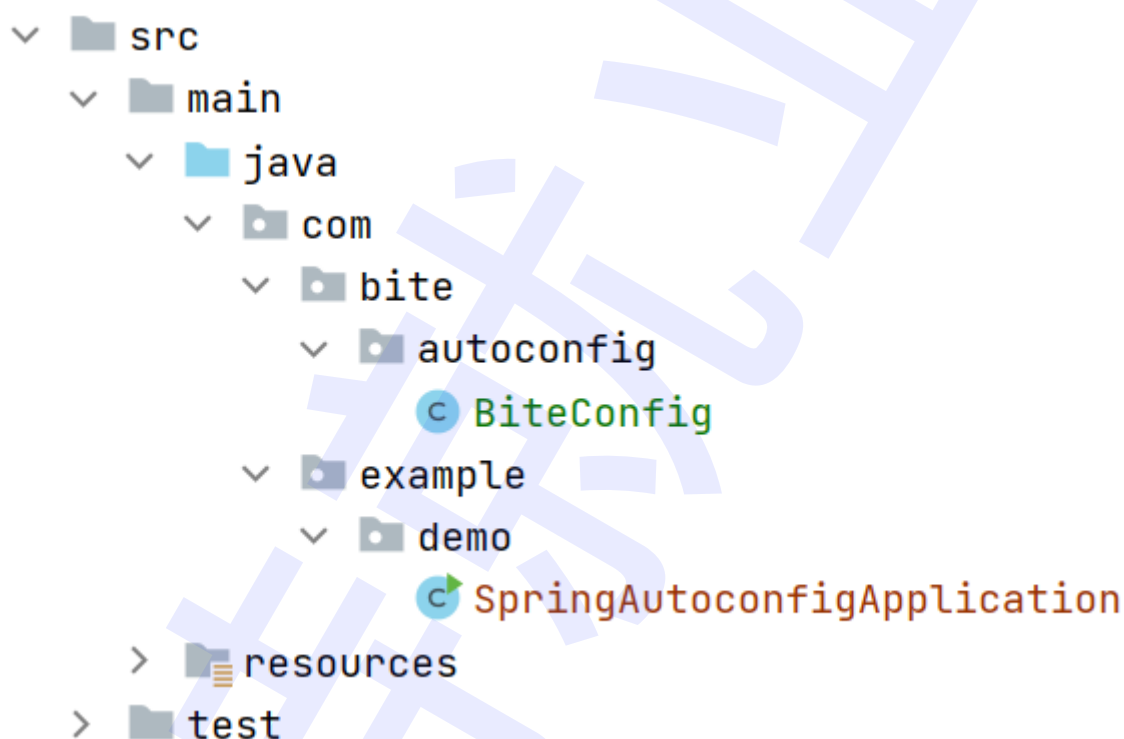 src
main
java
com
bite
autoconfig
C BiteConfig
example
demo
C SpringAutoconfigApplication
resources
test